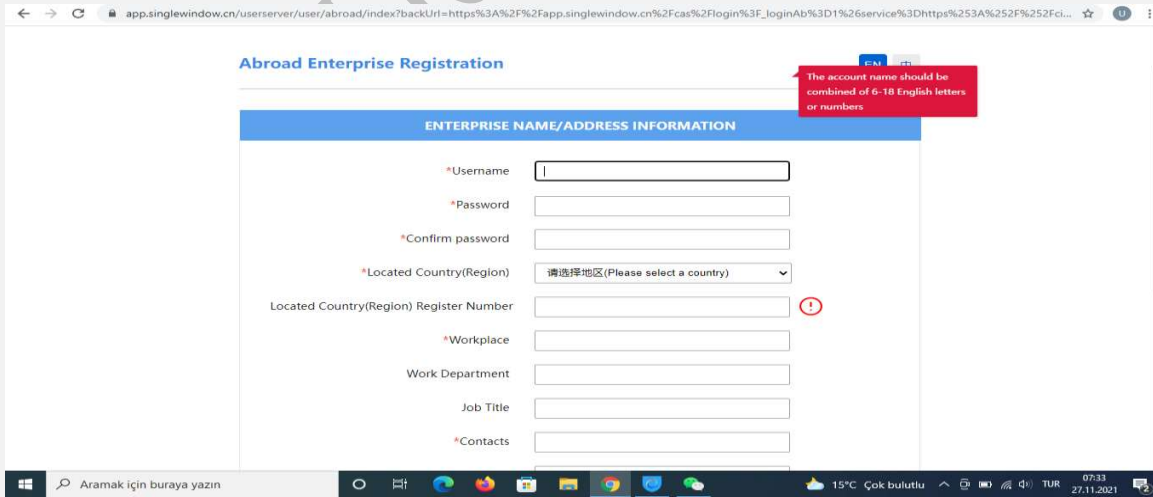 app.singlewindow.cn/userserver/user/abroad/index?backUrl=https%3A%2F%2Fapp.singlewindow.cn%2Fcas%2Flogin%3F_loginAb%3D1%26service%3Dhttps%253A%252F%252Fci...
U
Abroad Enterprise Registration
EN 中
The account name should be
combined of 6-18 English letters
or numbers
ENTERPRISE NAME/ADDRESS INFORMATION
*Username
*Password
*Confirm password
*Located Country(Region) 请选择地区(Please select a country)
Located Country(Region) Register Number
*Workplace
Work Department
Job Title
*Contacts
Aramak için buraya yazın
15°C Çok bulutlu
TUR
07:33
27.11.2021
2